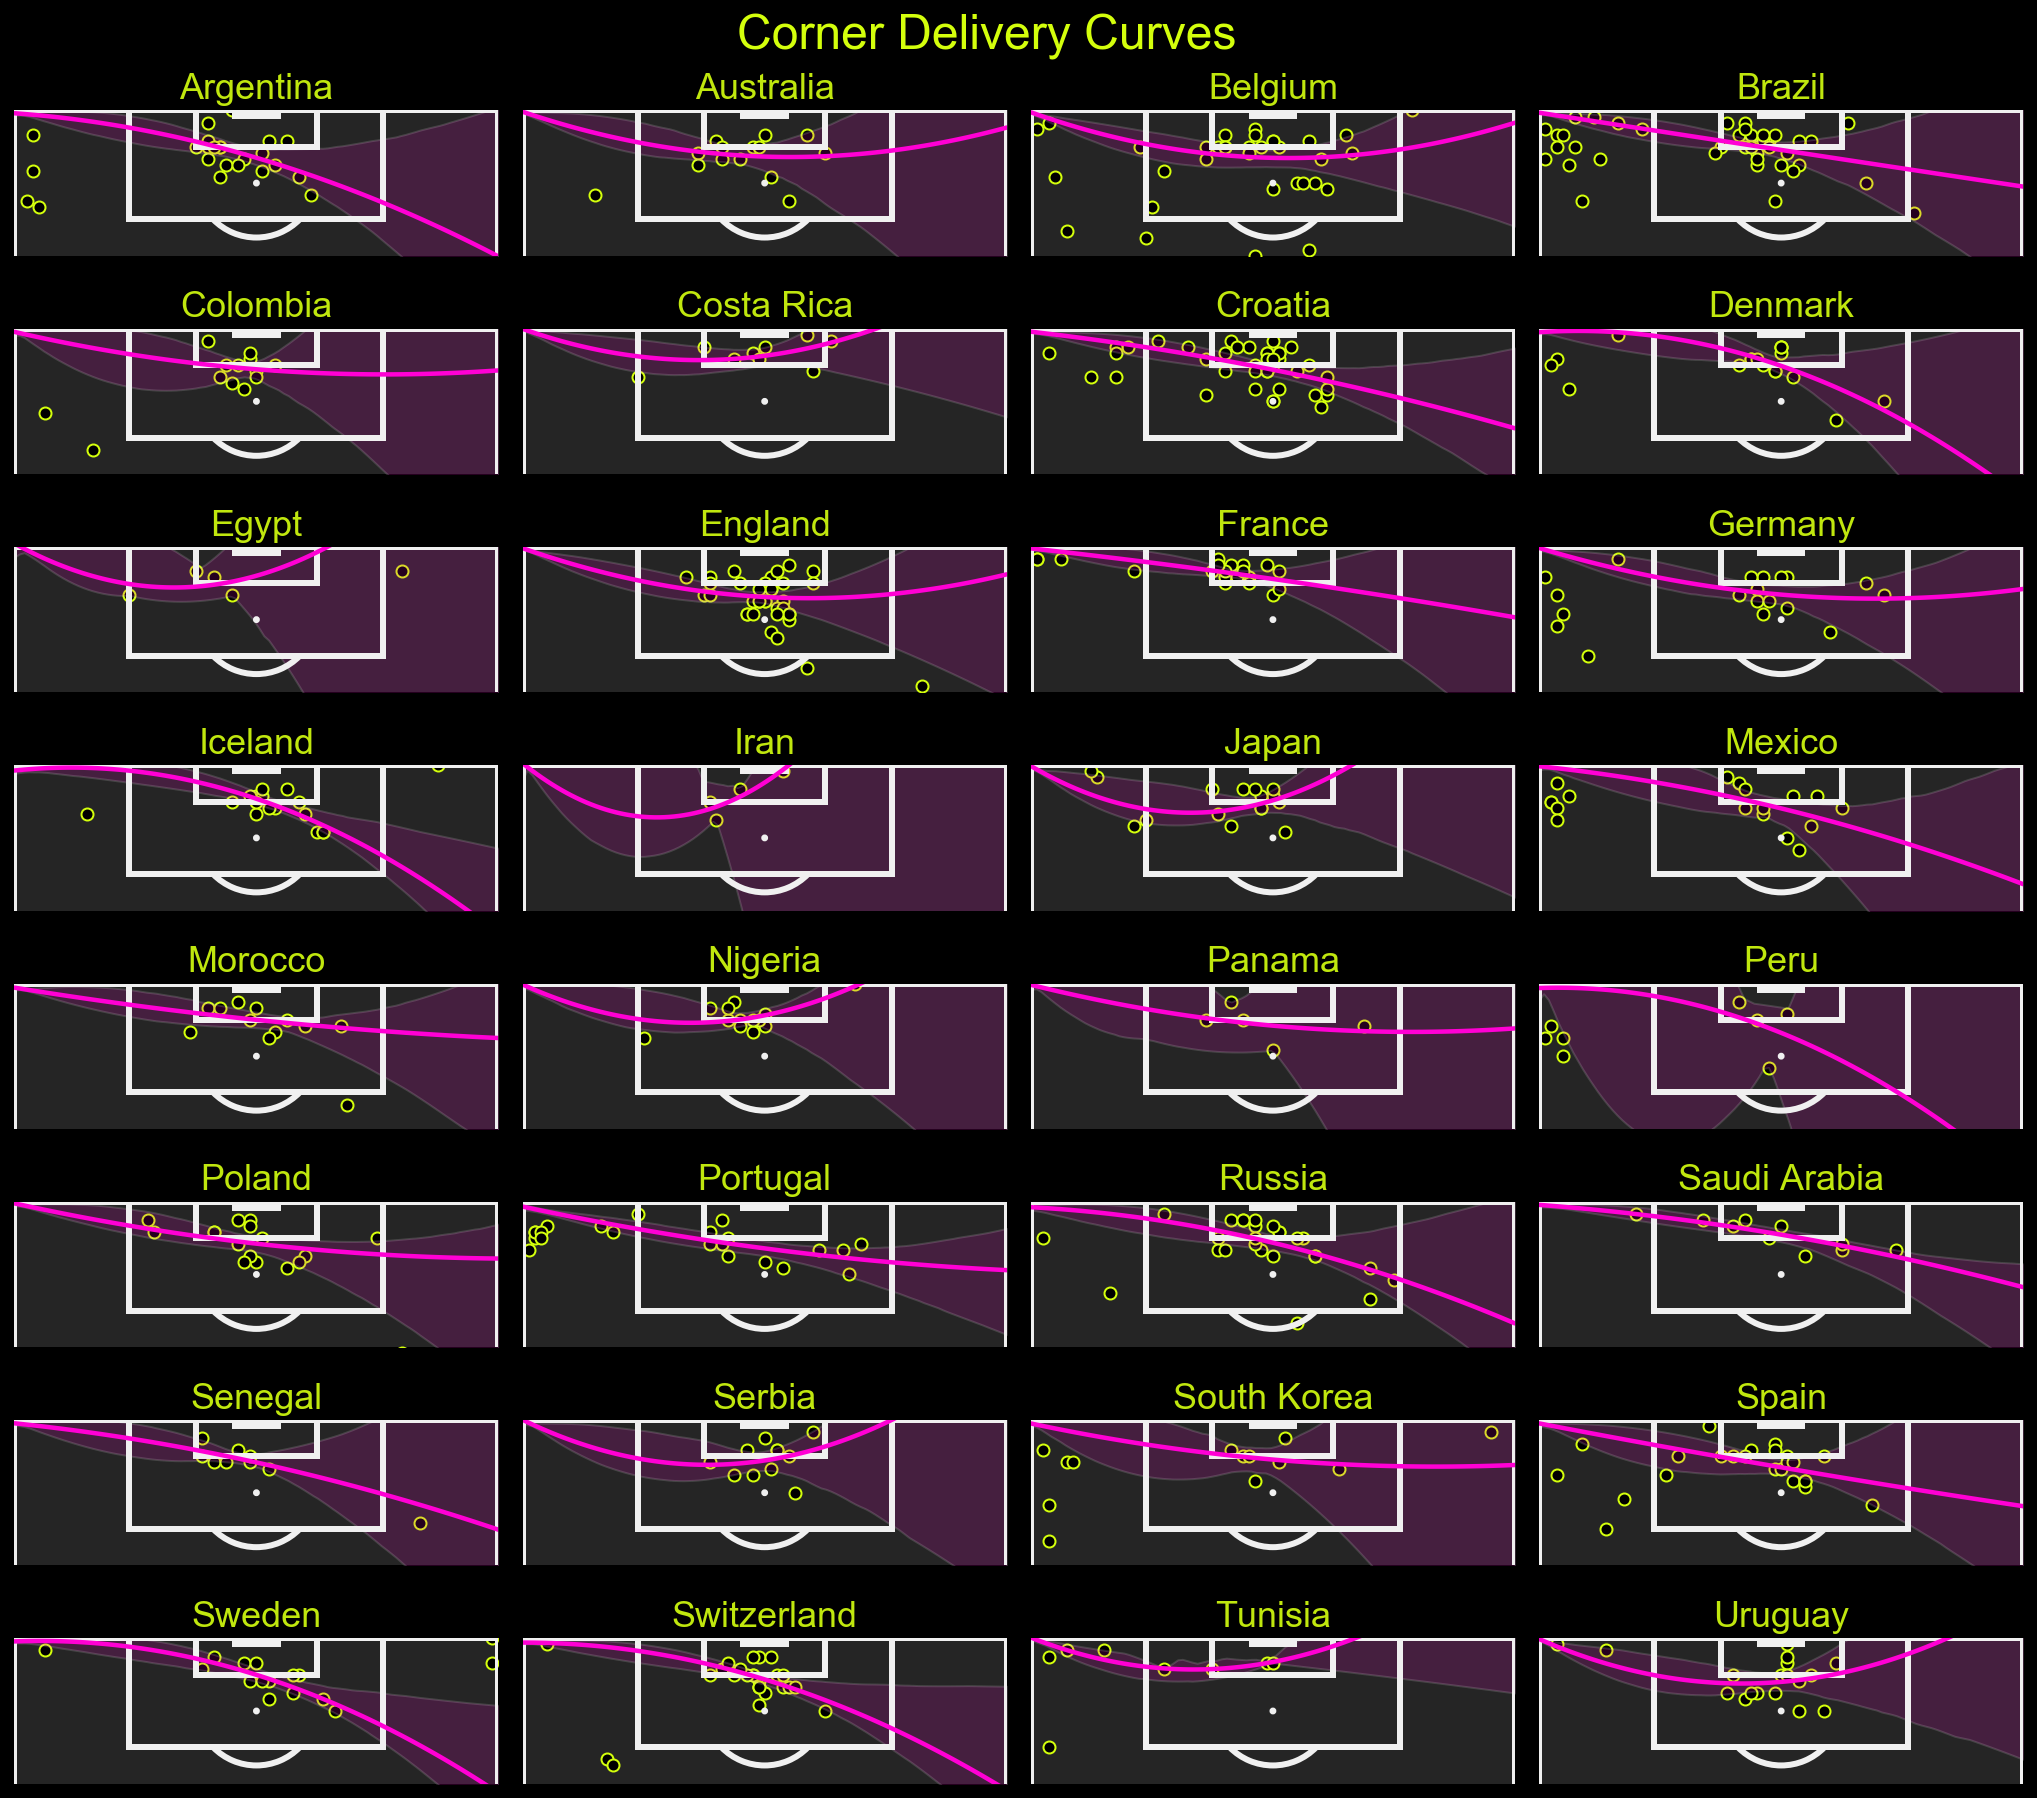 Corner Delivery Curves
Argentina
Australia
Belgium
Brazil
Colombia
Costa Rica
Croatia
Denmark
Egypt
England
France
Germany
Iceland
Iran
Japan
Mexico
Morocco
Nigeria
Panama
Peru
Poland
Portugal
Russia
Saudi Arabia
Senegal
Serbia
South Korea
Spain
Sweden
Switzerland
Tunisia
Uruguay